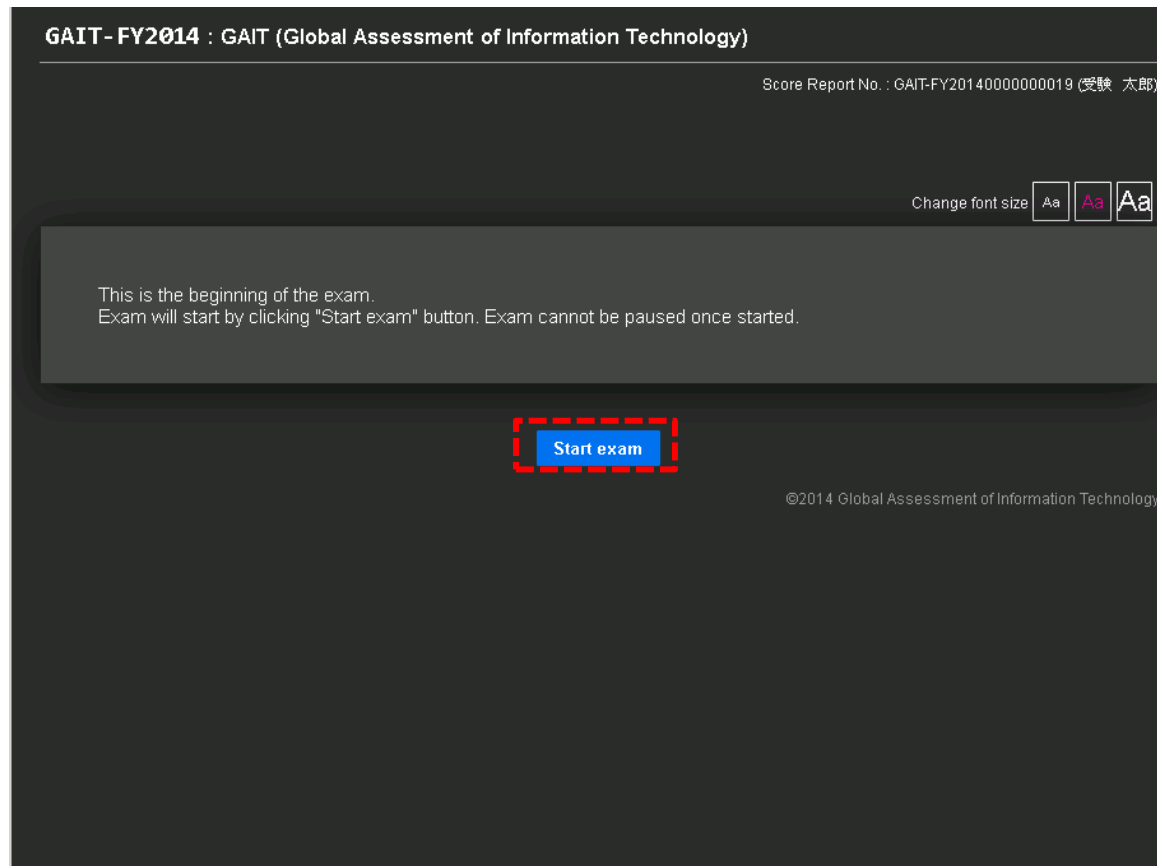 GAIT-FY2014 : GAIT (Global Assessment of Information Technology)
Score Report No. : GAIT-FY20140000000019 (受験 太郎)
Change font size Aa Aa Aa
This is the beginning of the exam.
Exam will start by clicking "Start exam" button. Exam cannot be paused once started.
Start exam
©2014 Global Assessment of Information Technology